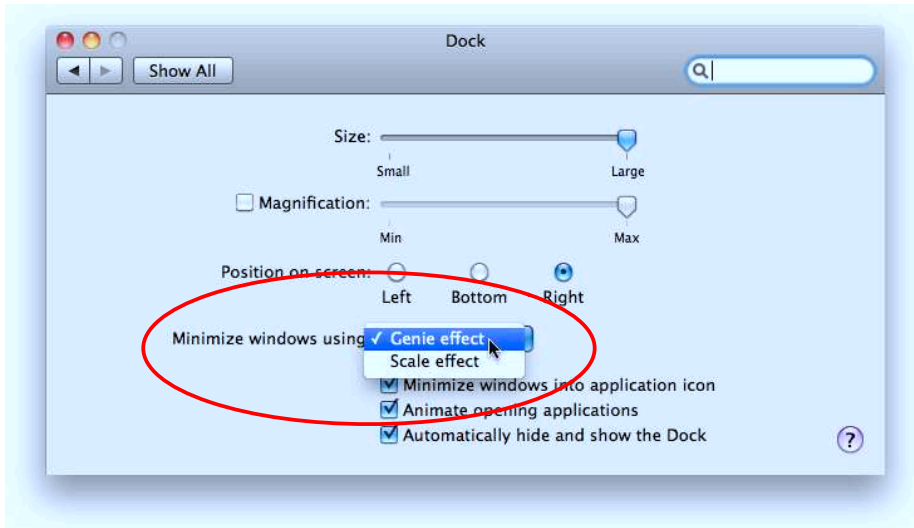 Dock
Show All
Size:
Small Large
Magnification:
Min Max
Position on screen:
Left Bottom Right
Minimize windows using
✓ Genie effect
Scale effect
Minimize windows into application icon
Animate opening applications
Automatically hide and show the Dock
?